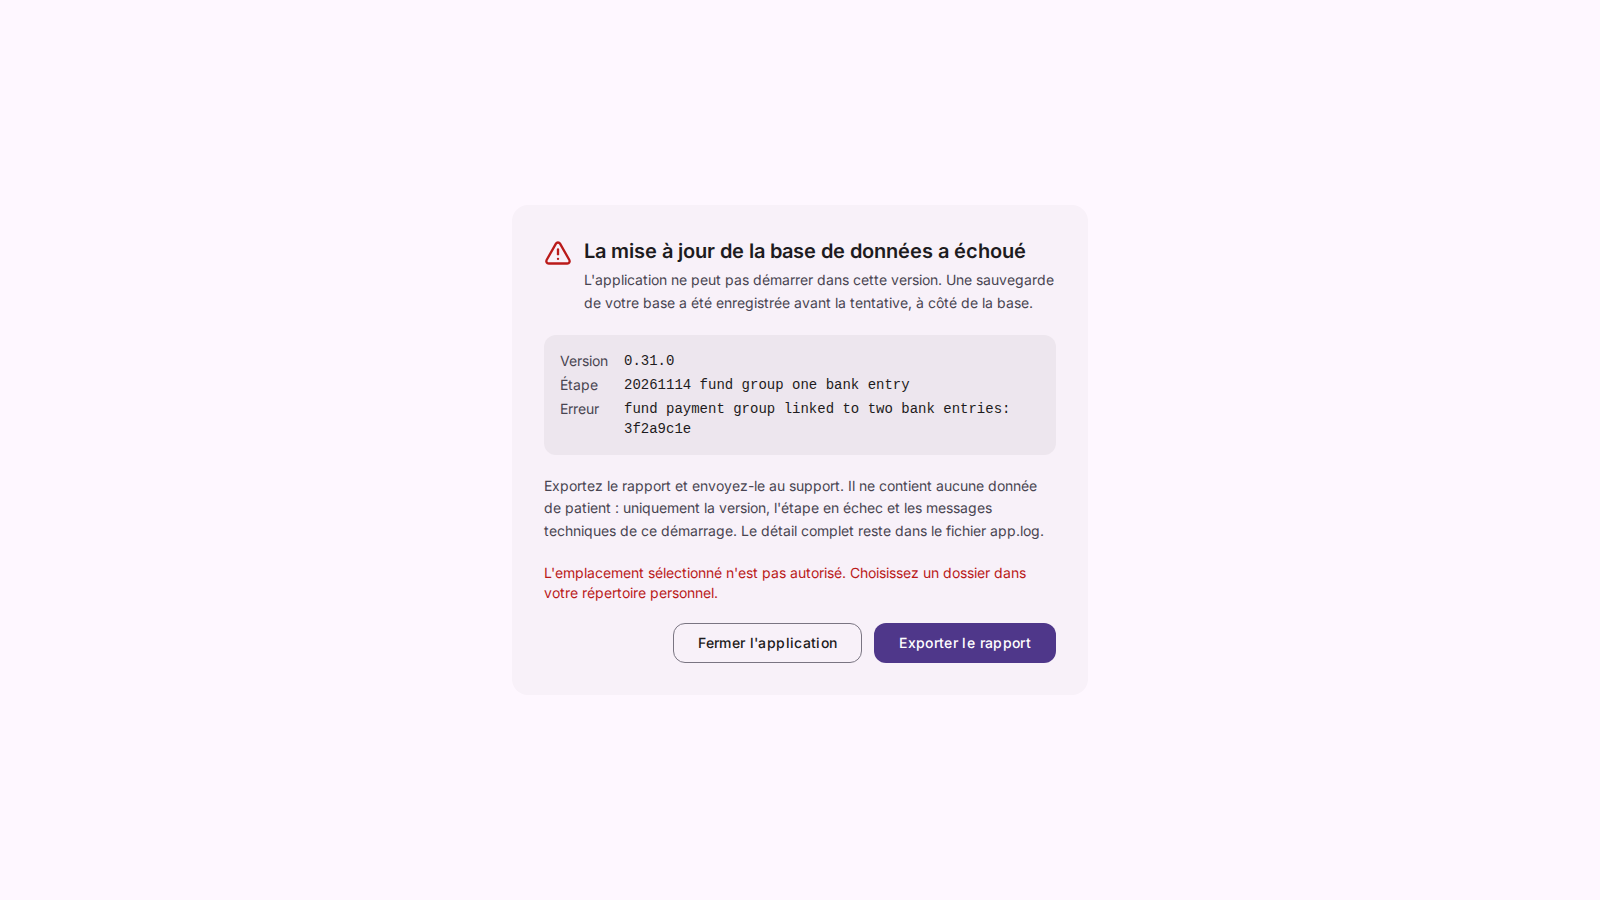 La mise à jour de la base de données a échoué
L'application ne peut pas démarrer dans cette version. Une sauvegarde
de votre base a été enregistrée avant la tentative, à côté de la base.
Version 0.31.0
Étape 20261114 fund group one bank entry
Erreur fund payment group linked to two bank entries:
3f2a9c1e
Exportez le rapport et envoyez-le au support. Il ne contient aucune donnée
de patient : uniquement la version, l'étape en échec et les messages
techniques de ce démarrage. Le détail complet reste dans le fichier app.log.
L'emplacement sélectionné n'est pas autorisé. Choisissez un dossier dans
votre répertoire personnel.
Fermer l'application Exporter le rapport